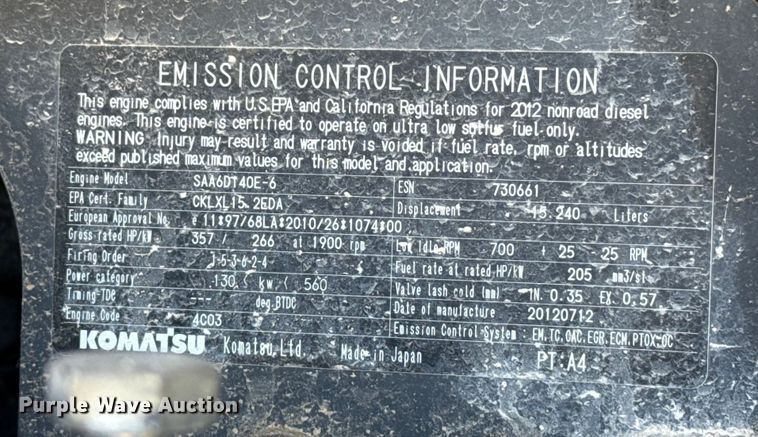 EMISSION CONTROL INFORMATION
This engine complies with U.S.EPA and California Regulations for 2012 nonroad diesel
engines. This engine is certified to operate on ultra low sulfur fuel only.
WARNING Injury may result and warranty is voided if fuel rate, rpm or altitudes
exceed published maximum values for this model and application.
Engine Model SAA6D140E-6 ESN 730661
EPA Cert. Family CKLXL15.2EDA Displacement 15.240 Liters
European Approval No. e 11*97/68LA*2010/26*1074*00
Gross rated HP/kW 357 / 266 at 1900 rpm Low Idle RPM 700 + 25 25 RPM
Firing Order 1-5-3-6-2-4 Fuel rate at rated HP/kW 205 mm3/st
Power category 130 kw 560 Valve lash cold (mm) IN. 0.35 EX. 0.57
Timing-TDC --- deg.BTDC Date of manufacture 20120712
Engine Code 4C03 Emission Control System : EM,TC,CAC,EGR,ECM,PTOX,OC
KOMATSU Komatsu Ltd. Made in Japan PT:A4
Purple Wave Auction